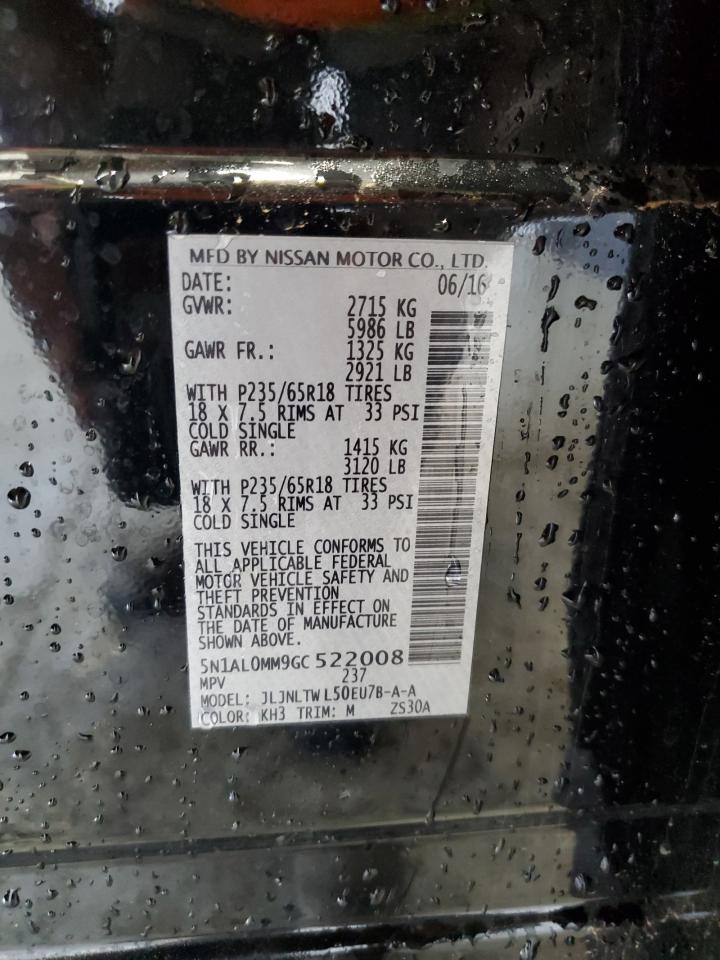 MFD BY NISSAN MOTOR CO., LTD.
DATE: 06/16
GVWR: 2715 KG
5986 LB
GAWR FR.: 1325 KG
2921 LB
WITH P235/65R18 TIRES
18 X 7.5 RIMS AT 33 PSI
COLD SINGLE
GAWR RR.: 1415 KG
3120 LB
WITH P235/65R18 TIRES
18 X 7.5 RIMS AT 33 PSI
COLD SINGLE
THIS VEHICLE CONFORMS TO
ALL APPLICABLE FEDERAL
MOTOR VEHICLE SAFETY AND
THEFT PREVENTION
STANDARDS IN EFFECT ON
THE DATE OF MANUFACTURE
SHOWN ABOVE.
5N1AL0MM9GC 522008
MPV 237
MODEL: JLJNLTW L50EU7B-A-A
COLOR: KH3 TRIM: M ZS30A